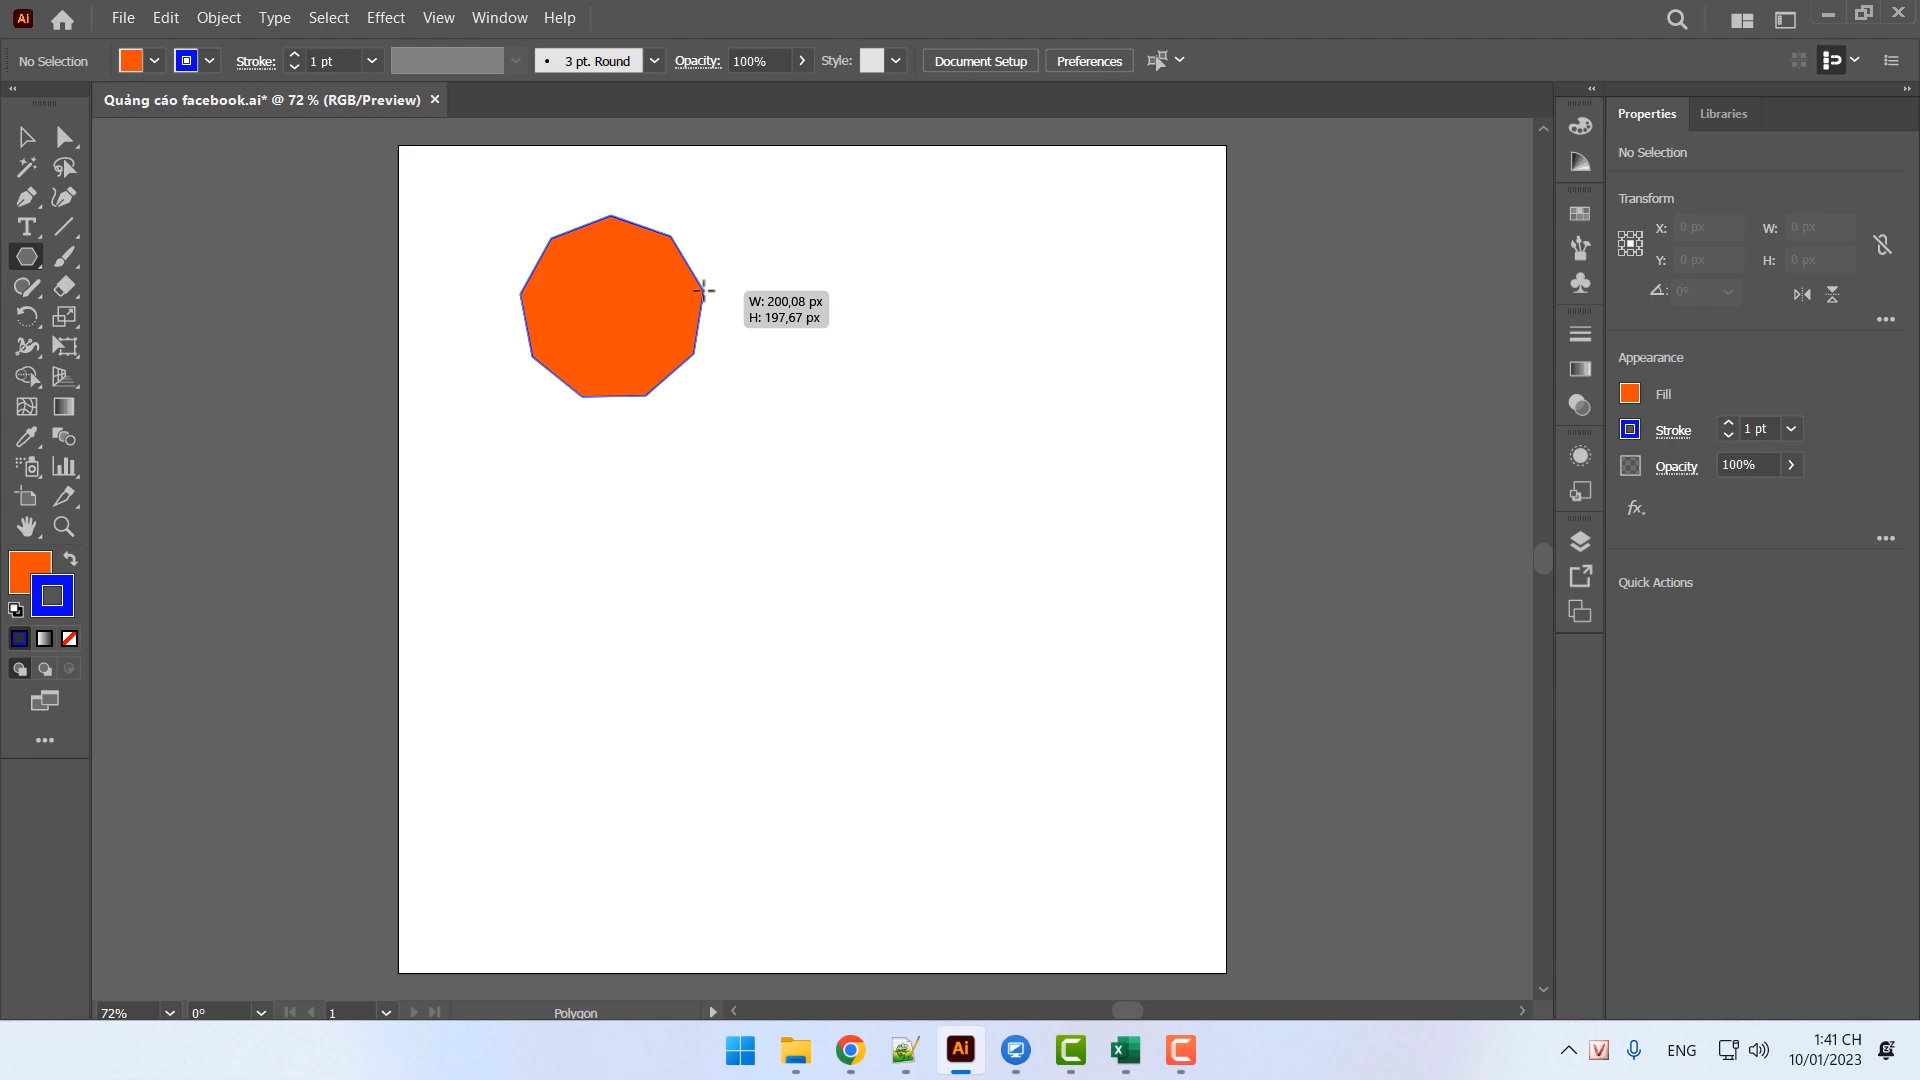 Ai File Edit Object Type Select Effect View Window Help
No Selection Stroke: 1 pt 3 pt. Round Opacity: 100% Style: Document Setup Preferences
Quảng cáo facebook.ai* @ 72 % (RGB/Preview) ×
Properties Libraries
No Selection
Transform
X: 0 px W: 0 px
Y: 0 px H: 0 px
0°
W: 200,08 px
H: 197,67 px
Appearance
Fill
Stroke 1 pt
Opacity 100%
fx.
Quick Actions
72% 0° 1 Polygon
Ai
ENG
1:41 CH
10/01/2023